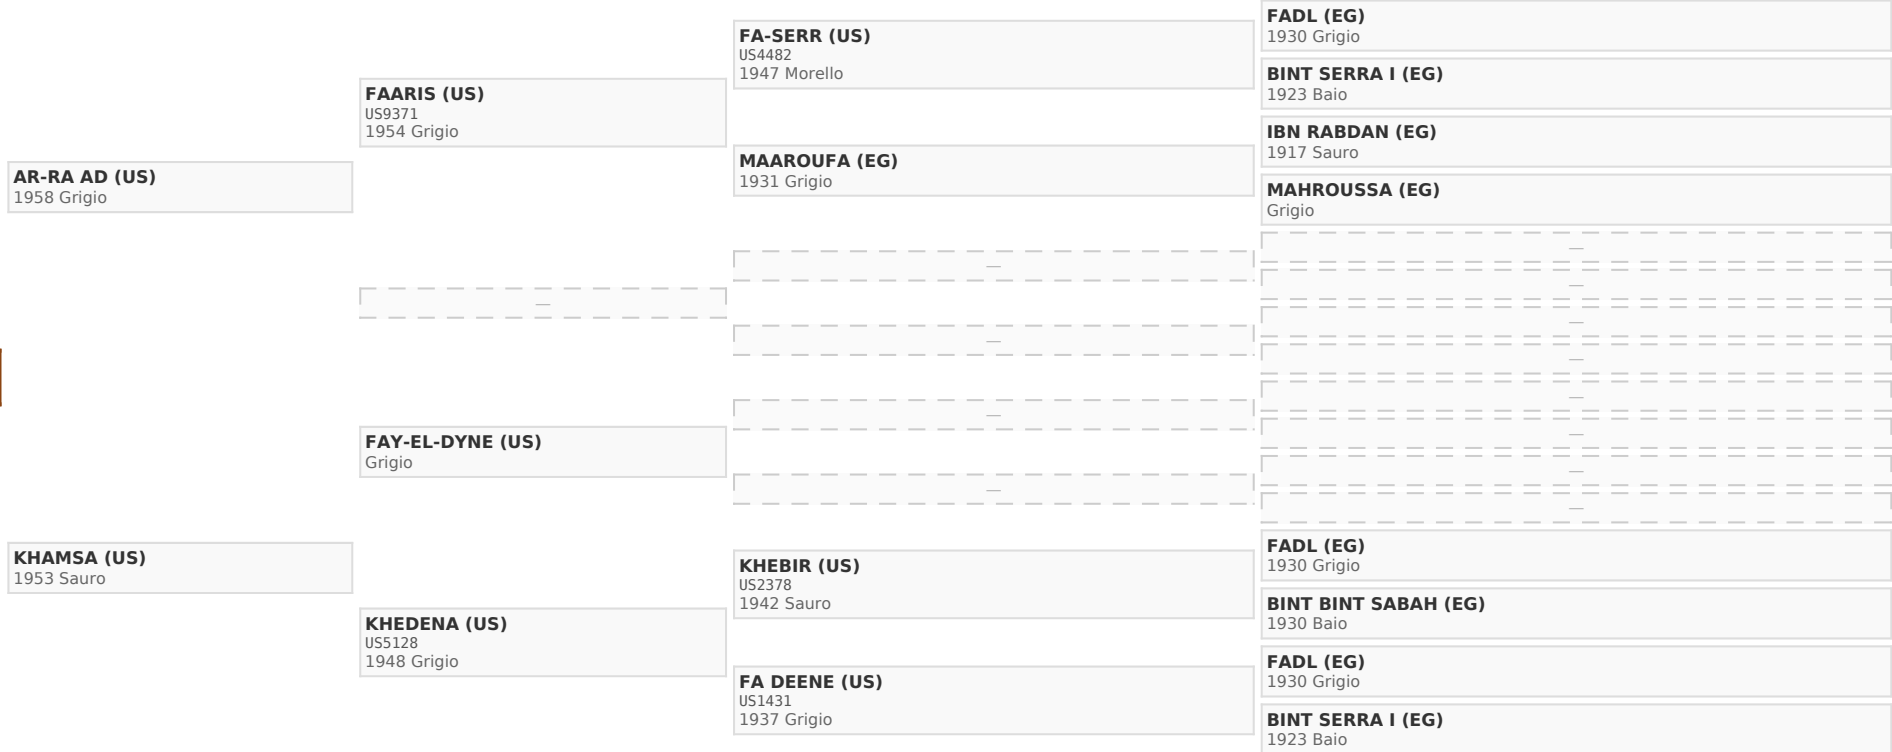 AR-RA AD (US)
1958 Grigio
KHAMSA (US)
1953 Sauro
FAARIS (US)
US9371
1954 Grigio
—
FAY-EL-DYNE (US)
Grigio
KHEDENA (US)
US5128
1948 Grigio
FA-SERR (US)
US4482
1947 Morello
MAAROUFA (EG)
1931 Grigio
—
—
—
—
KHEBIR (US)
US2378
1942 Sauro
FA DEENE (US)
US1431
1937 Grigio
FADL (EG)
1930 Grigio
BINT SERRA I (EG)
1923 Baio
IBN RABDAN (EG)
1917 Sauro
MAHROUSSA (EG)
Grigio
—
—
—
—
—
—
—
—
FADL (EG)
1930 Grigio
BINT BINT SABAH (EG)
1930 Baio
FADL (EG)
1930 Grigio
BINT SERRA I (EG)
1923 Baio